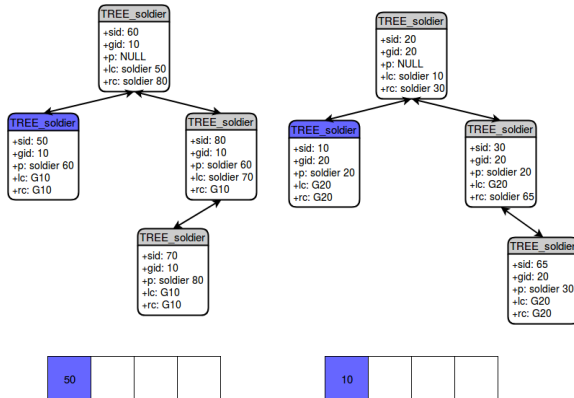 TREE_soldier
+sid: 60
+gid: 10
+p: NULL
+lc: soldier 50
+rc: soldier 80
TREE_soldier
+sid: 50
+gid: 10
+p: soldier 60
+lc: G10
+rc: G10
TREE_soldier
+sid: 80
+gid: 10
+p: soldier 60
+lc: soldier 70
+rc: G10
TREE_soldier
+sid: 70
+gid: 10
+p: soldier 80
+lc: G10
+rc: G10
50
TREE_soldier
+sid: 20
+gid: 20
+p: NULL
+lc: soldier 10
+rc: soldier 30
TREE_soldier
+sid: 10
+gid: 20
+p: soldier 20
+lc: G20
+rc: G20
TREE_soldier
+sid: 30
+gid: 20
+p: soldier 20
+lc: G20
+rc: soldier 65
TREE_soldier
+sid: 65
+gid: 20
+p: soldier 30
+lc: G20
+rc: G20
10